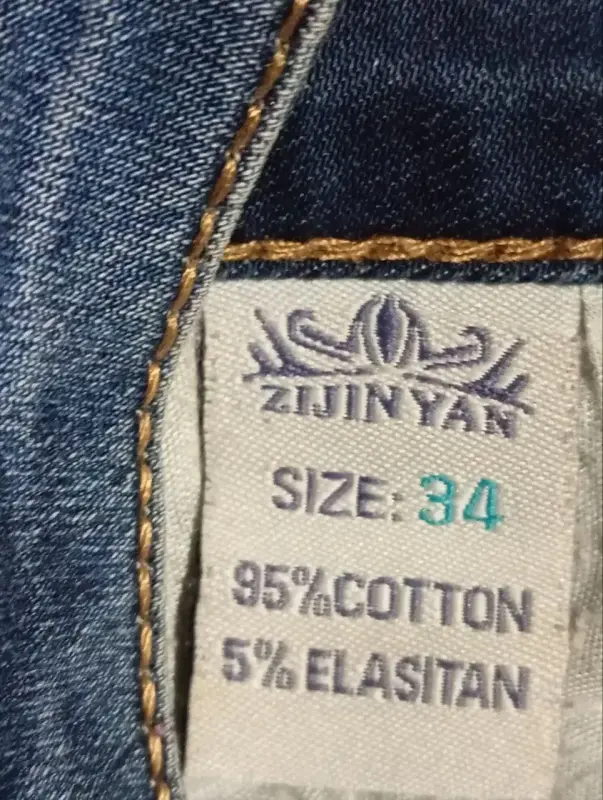 ZIJIN YAN
SIZE: 34
95%COTTON
5% ELASITAN